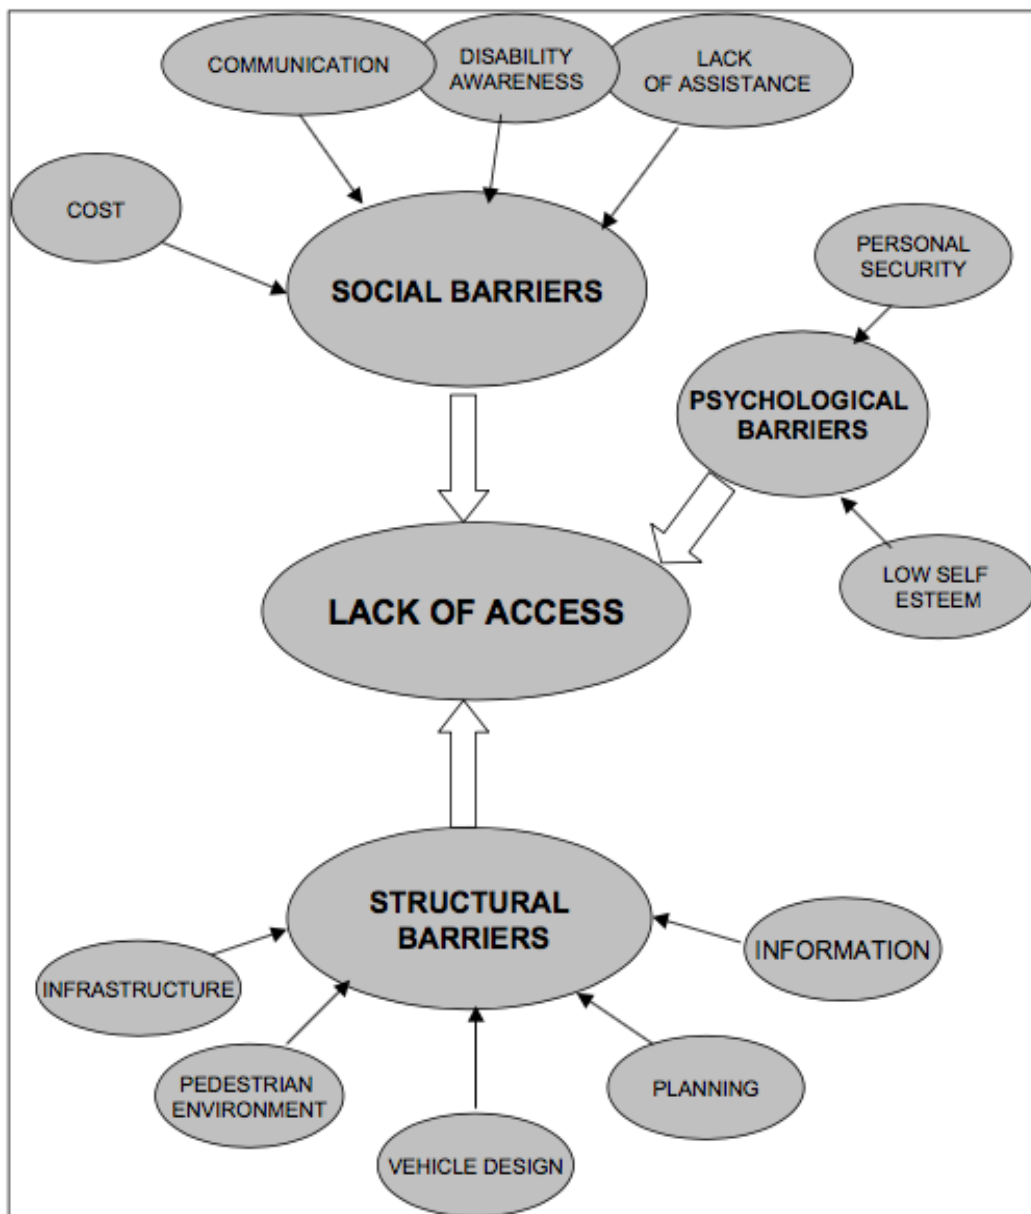 COMMUNICATION
DISABILITY
AWARENESS
LACK
OF ASSISTANCE
COST
SOCIAL BARRIERS
PERSONAL
SECURITY
PSYCHOLOGICAL
BARRIERS
LOW SELF
ESTEEM
LACK OF ACCESS
STRUCTURAL
BARRIERS
INFORMATION
INFRASTRUCTURE
PEDESTRIAN
ENVIRONMENT
PLANNING
VEHICLE DESIGN